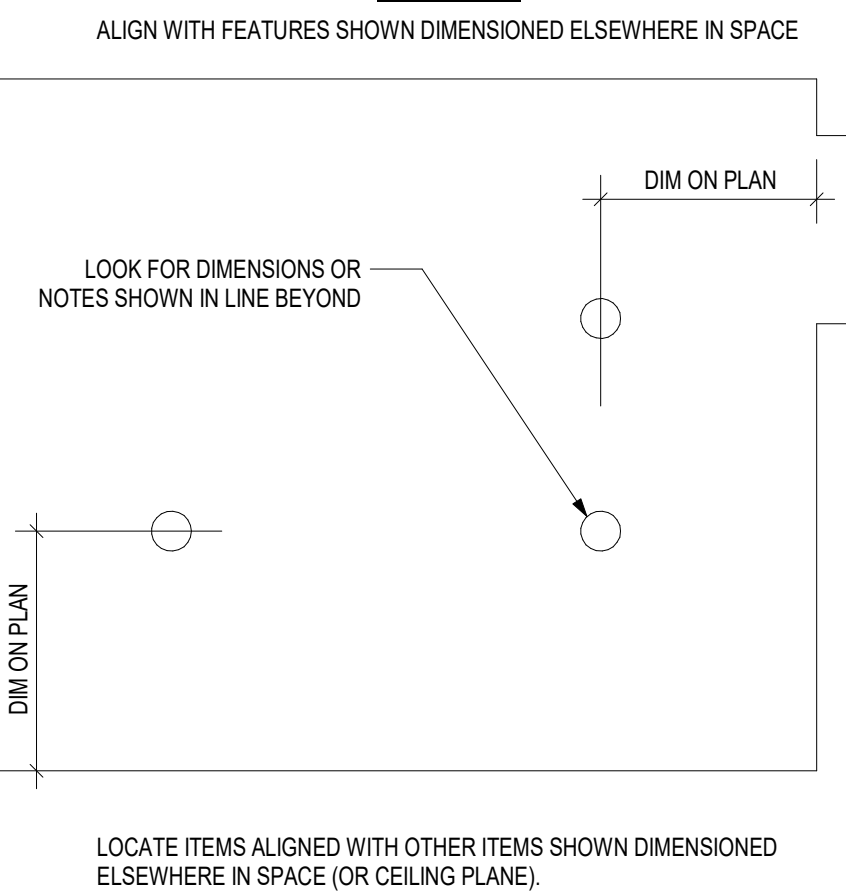 ALIGN WITH FEATURES SHOWN DIMENSIONED ELSEWHERE IN SPACE
DIM ON PLAN
LOOK FOR DIMENSIONS OR
NOTES SHOWN IN LINE BEYOND
DIM ON PLAN
LOCATE ITEMS ALIGNED WITH OTHER ITEMS SHOWN DIMENSIONED
ELSEWHERE IN SPACE (OR CEILING PLANE).